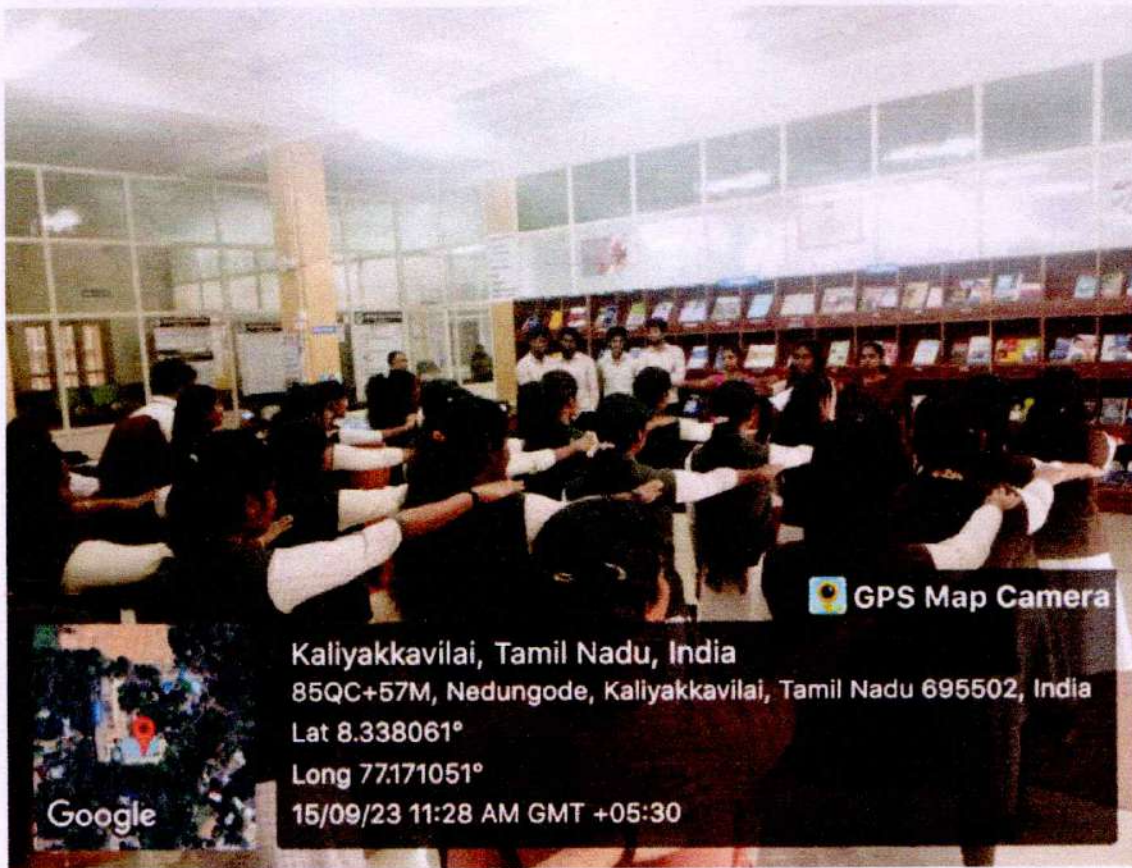 GPS Map Camera
Kaliyakkavilai, Tamil Nadu, India
85QC+57M, Nedungode, Kaliyakkavilai, Tamil Nadu 695502, India
Lat 8.338061°
Long 77.171051°
15/09/23 11:28 AM GMT +05:30
Google